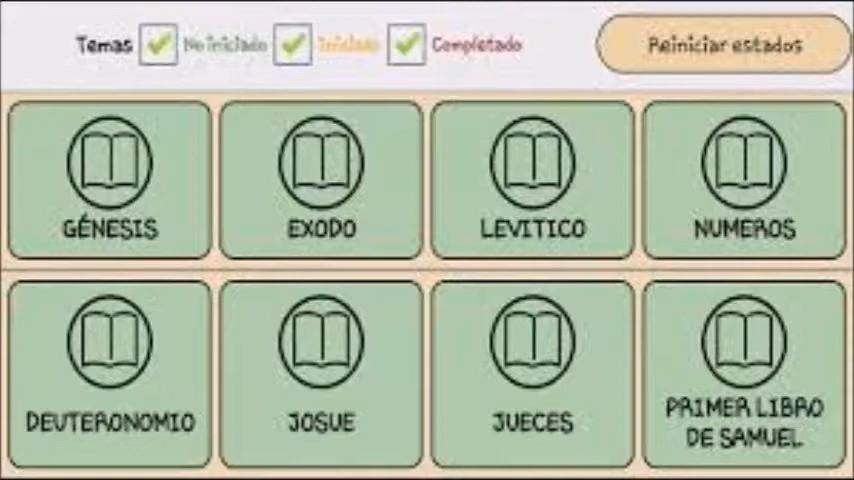 Temas No iniciado Iniciado Completado Reiniciar estados
GÉNESIS EXODO LEVITICO NUMEROS
DEUTERONOMIO JOSUE JUECES PRIMER LIBRO
DE SAMUEL